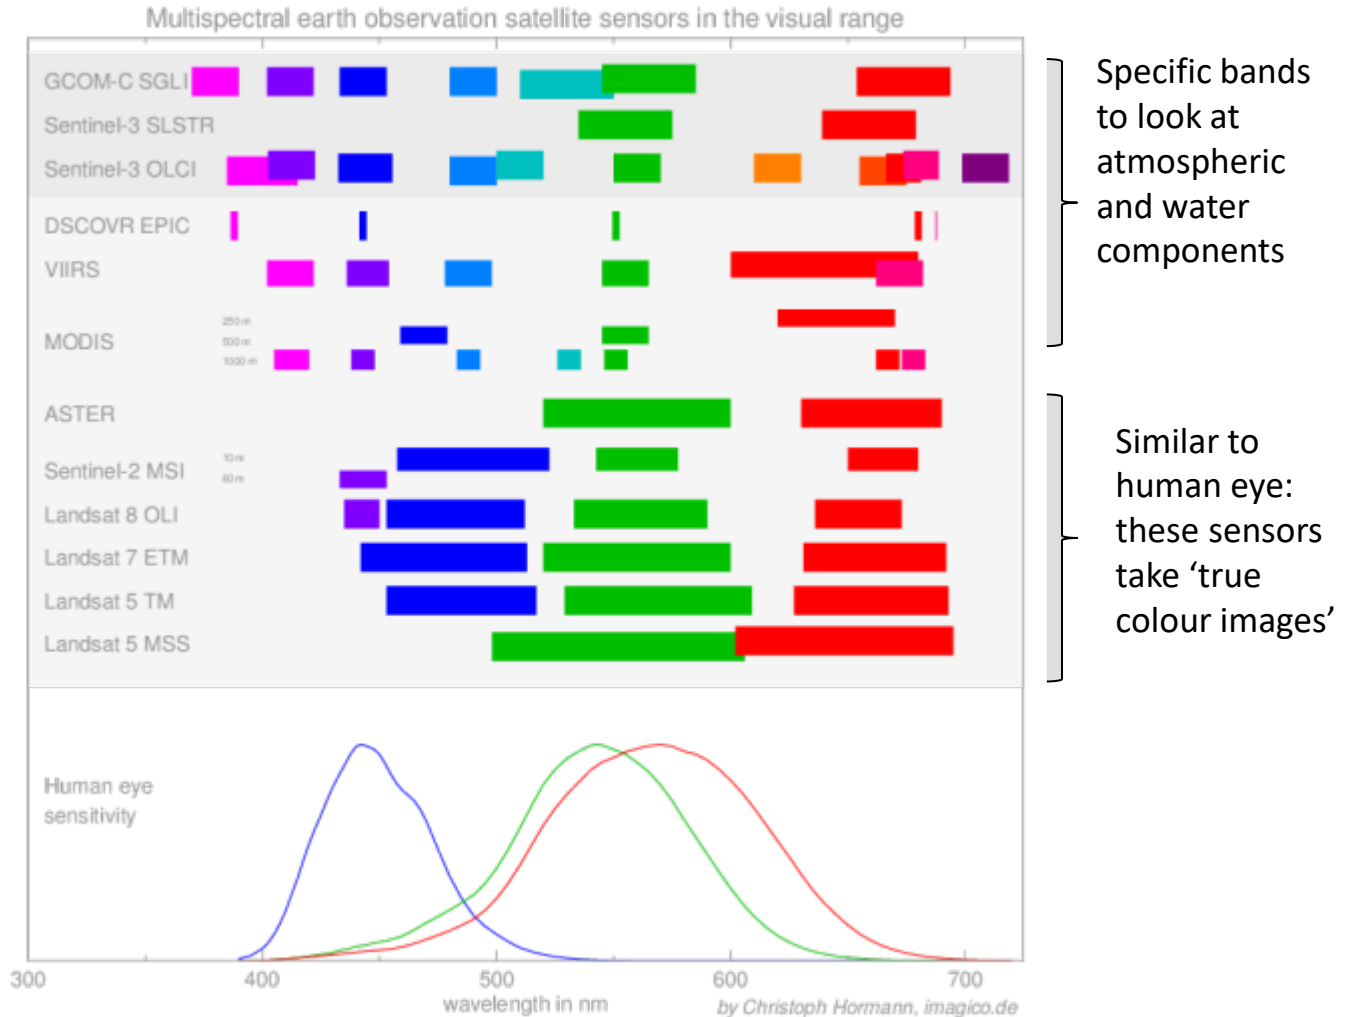 Multispectral earth observation satellite sensors in the visual range
GCOM-C SGLI
Sentinel-3 SLSTR
Sentinel-3 OLCI
DSCOVR EPIC
VIIRS
MODIS
250 m
500 m
1000 m
ASTER
Sentinel-2 MSI
10 m
60 m
Landsat 8 OLI
Landsat 7 ETM
Landsat 5 TM
Landsat 5 MSS
Human eye
sensitivity
300 400 500 600 700
wavelength in nm
by Christoph Hormann, imagico.de
Specific bands
to look at
atmospheric
and water
components
Similar to
human eye:
these sensors
take ‘true
colour images’